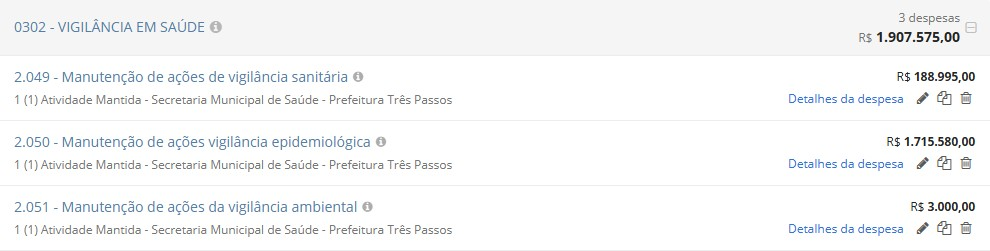 0302 - VIGILÂNCIA EM SAÚDE
3 despesas
R$ 1.907.575,00
2.049 - Manutenção de ações de vigilância sanitária
R$ 188.995,00
1 (1) Atividade Mantida - Secretaria Municipal de Saúde - Prefeitura Três Passos
Detalhes da despesa
2.050 - Manutenção de ações vigilância epidemiológica
R$ 1.715.580,00
1 (1) Atividade Mantida - Secretaria Municipal de Saúde - Prefeitura Três Passos
Detalhes da despesa
2.051 - Manutenção de ações da vigilância ambiental
R$ 3.000,00
1 (1) Atividade Mantida - Secretaria Municipal de Saúde - Prefeitura Três Passos
Detalhes da despesa